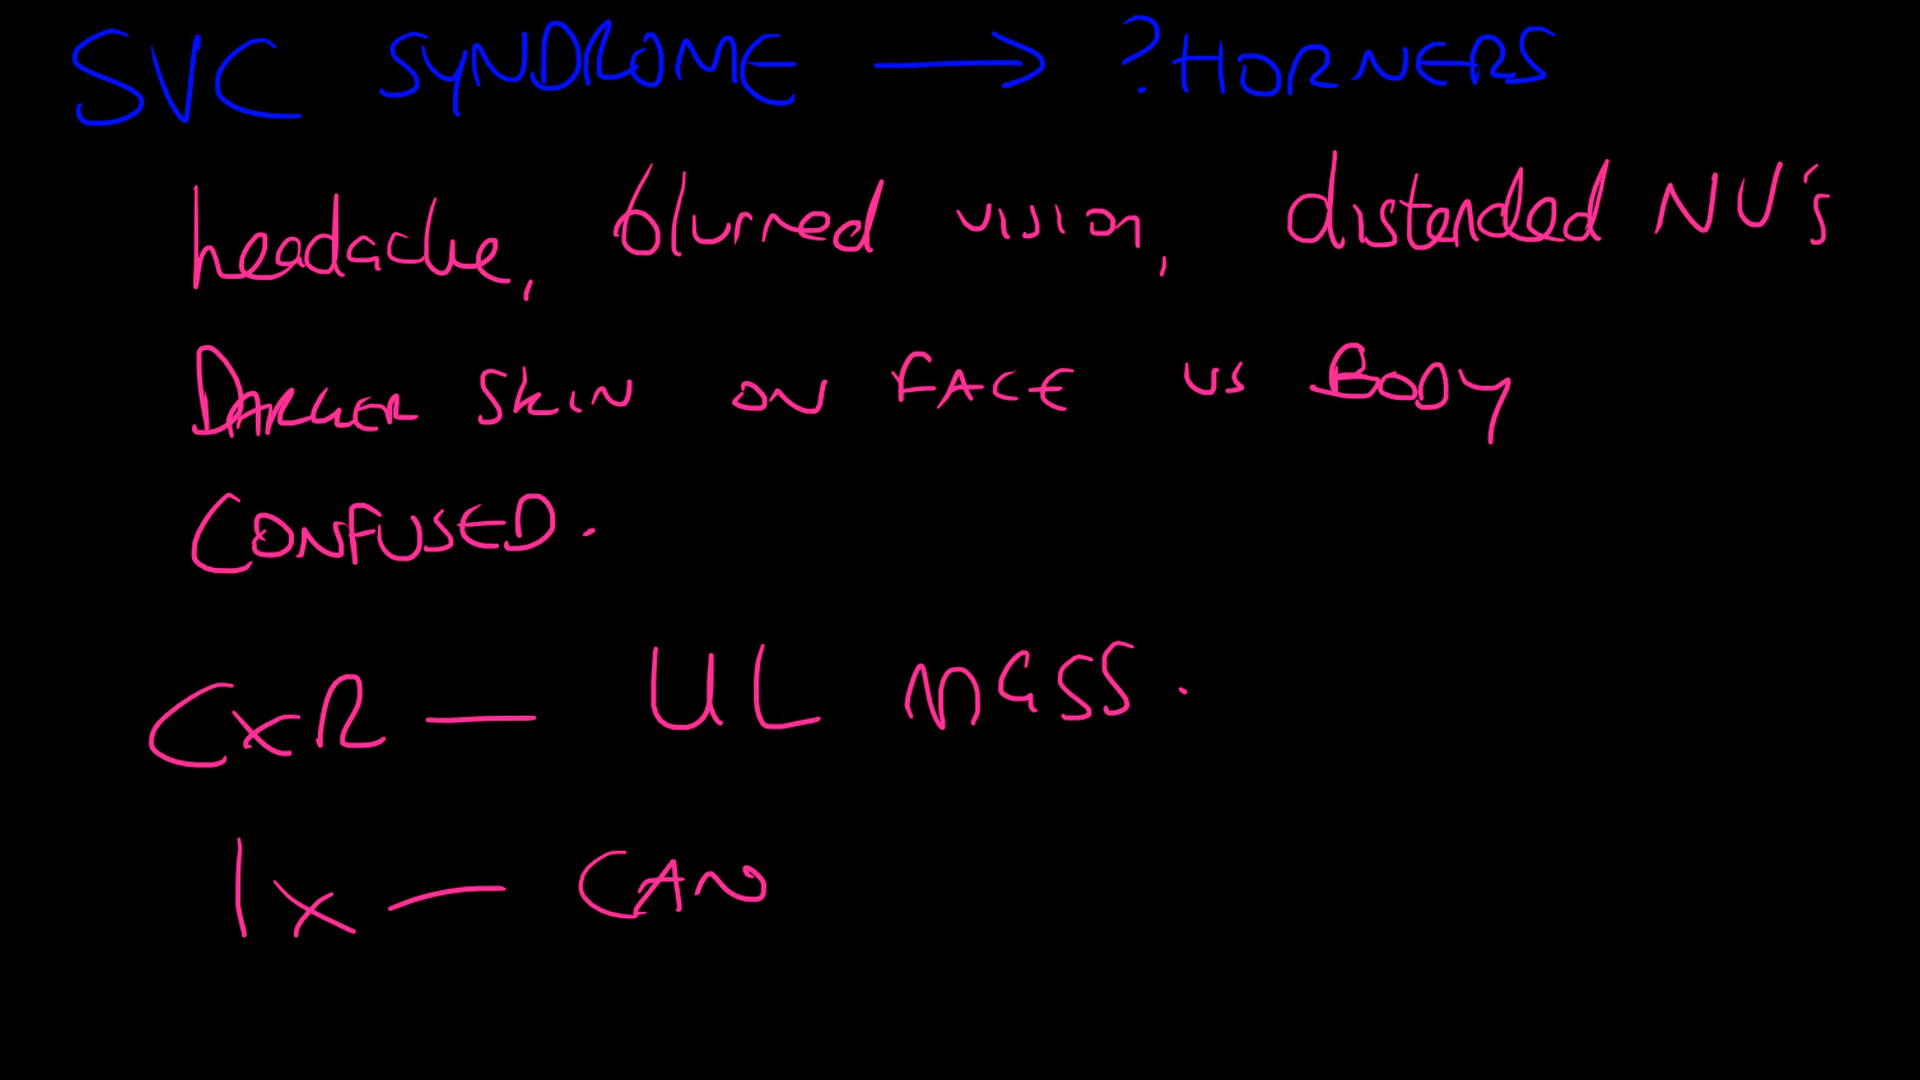 SVC SYNDROME → ?HORNERS
headache, blurred vision, distended NV's
DARKER SKIN ON FACE VS BODY
CONFUSED.
CXR — UL MASS.
Ix — CAN